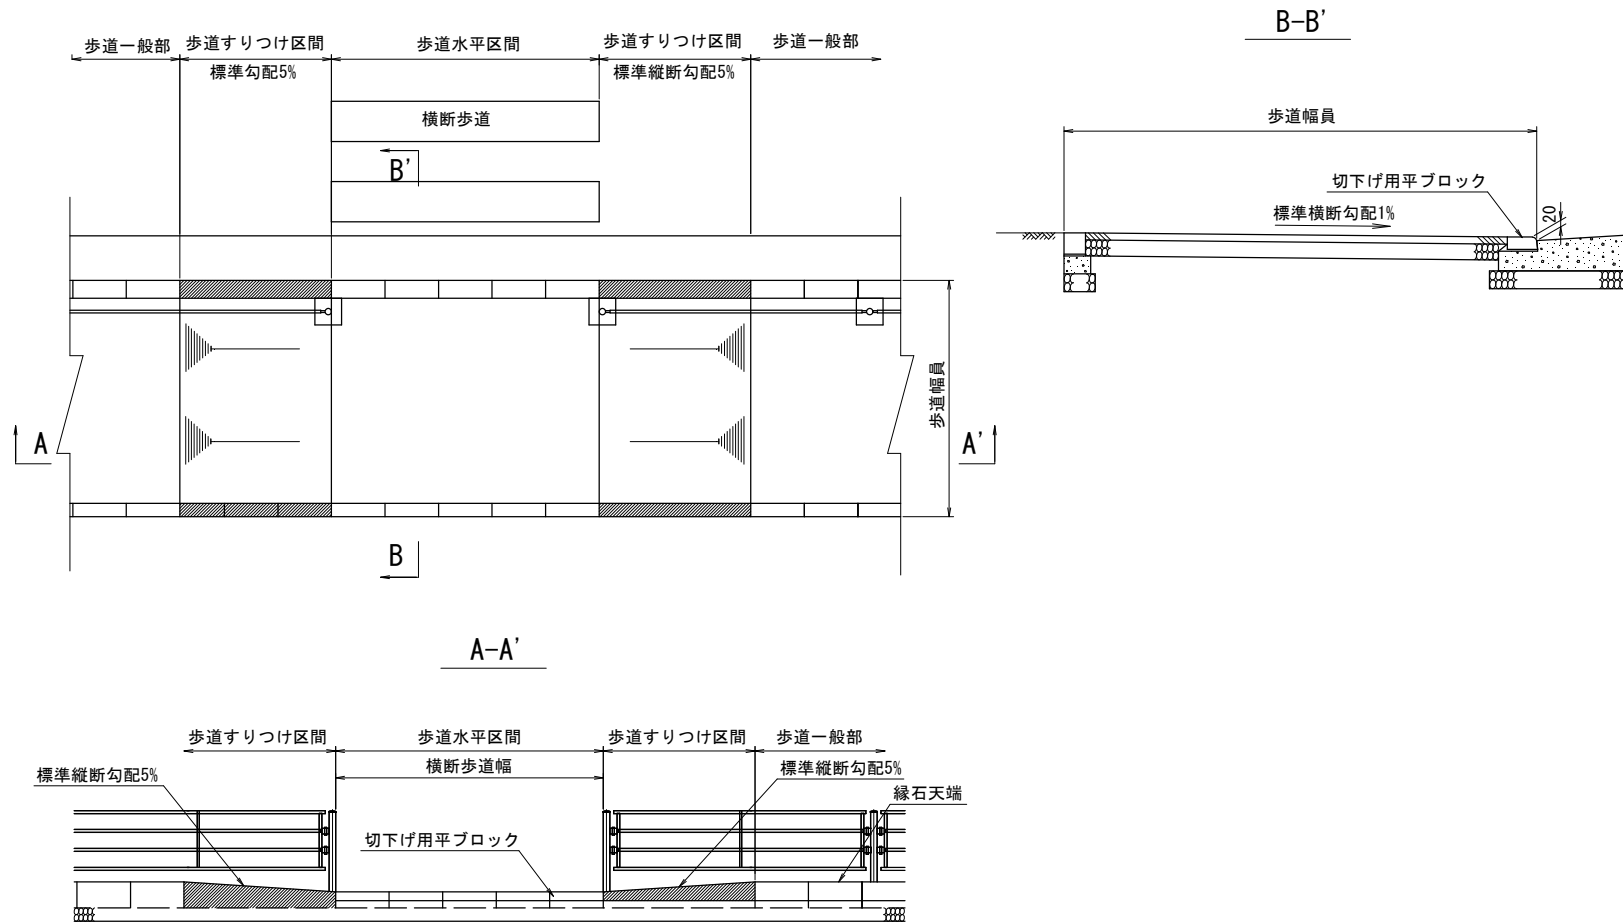 B-B'
歩道一般部
歩道すりつけ区間
歩道水平区間
歩道すりつけ区間
歩道一般部
標準勾配5%
標準縦断勾配5%
横断歩道
B'
歩道幅員
切下げ用平ブロック
標準横断勾配1%
20
歩道幅員
A
A'
B
A-A'
歩道すりつけ区間
歩道水平区間
歩道すりつけ区間
歩道一般部
標準縦断勾配5%
横断歩道幅
標準縦断勾配5%
縁石天端
切下げ用平ブロック